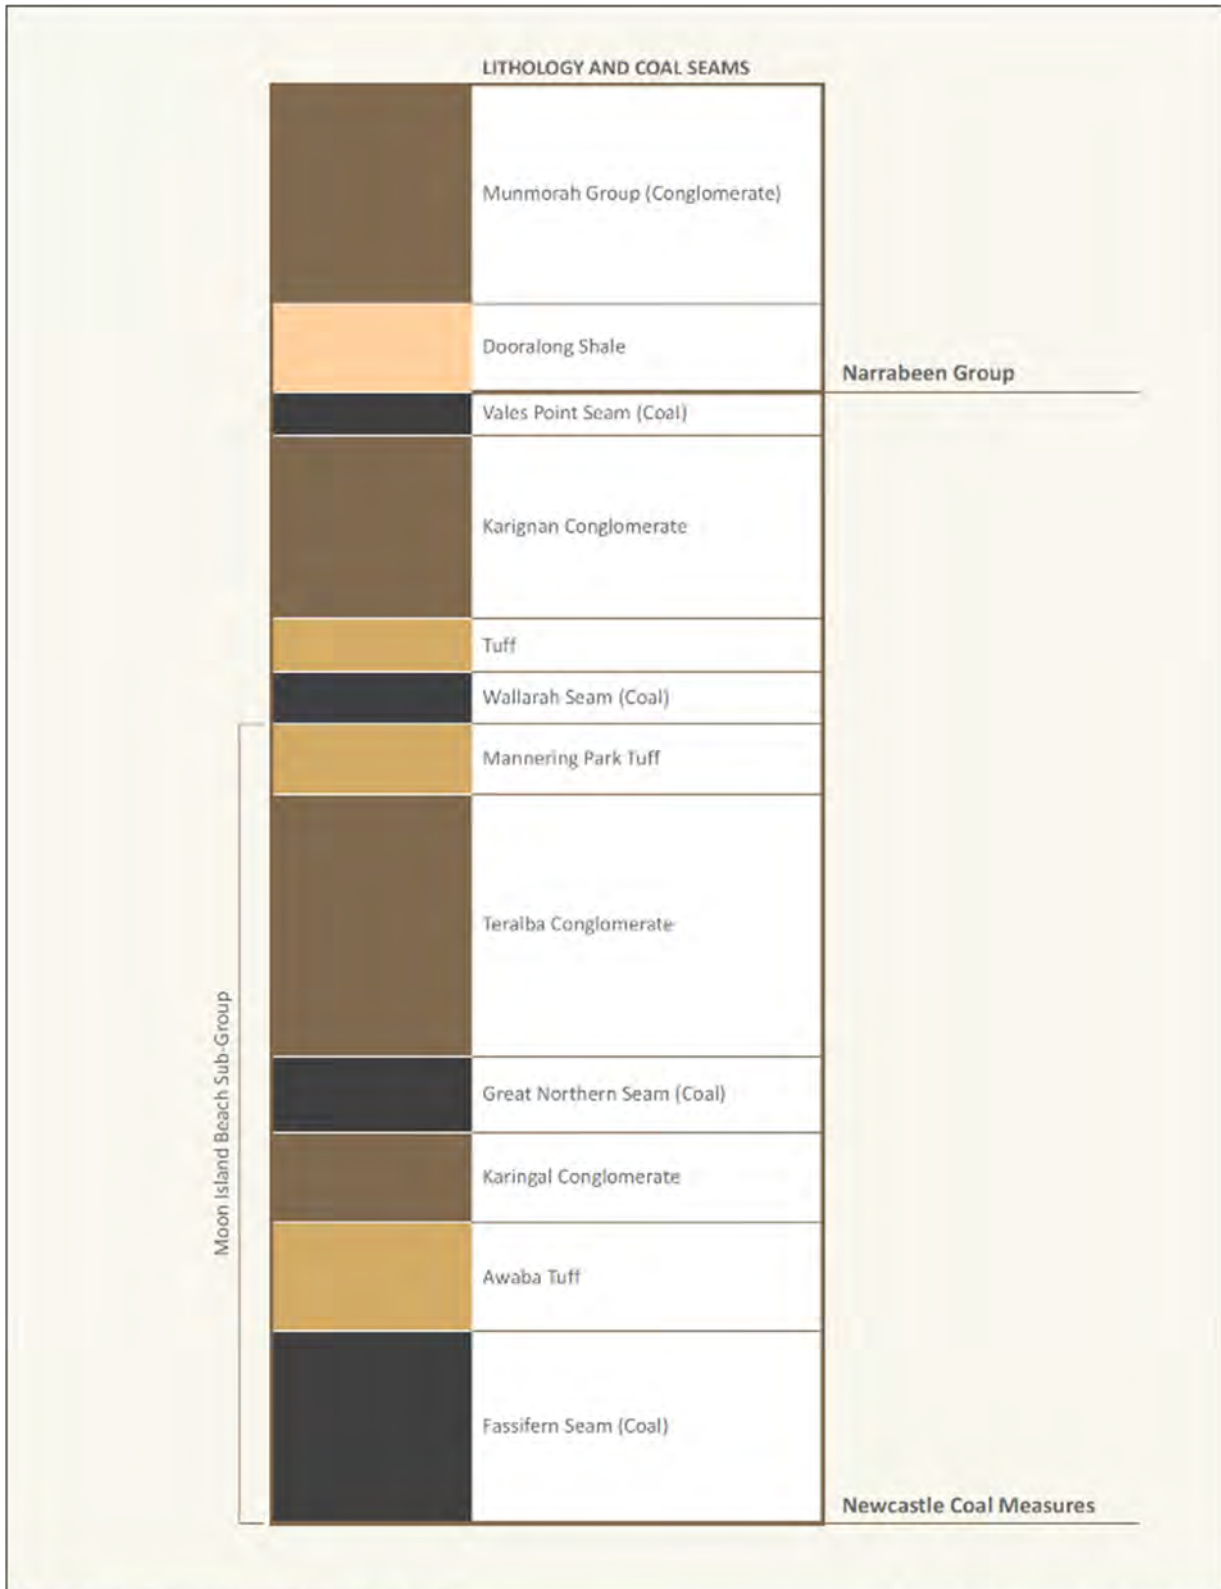 LITHOLOGY AND COAL SEAMS
Munmorah Group (Conglomerate)
Dooralong Shale
Narrabeen Group
Vales Point Seam (Coal)
Karignan Conglomerate
Tuff
Wallarah Seam (Coal)
Mannering Park Tuff
Teralba Conglomerate
Moon Island Beach Sub-Group
Great Northern Seam (Coal)
Karingal Conglomerate
Awaba Tuff
Fassifern Seam (Coal)
Newcastle Coal Measures